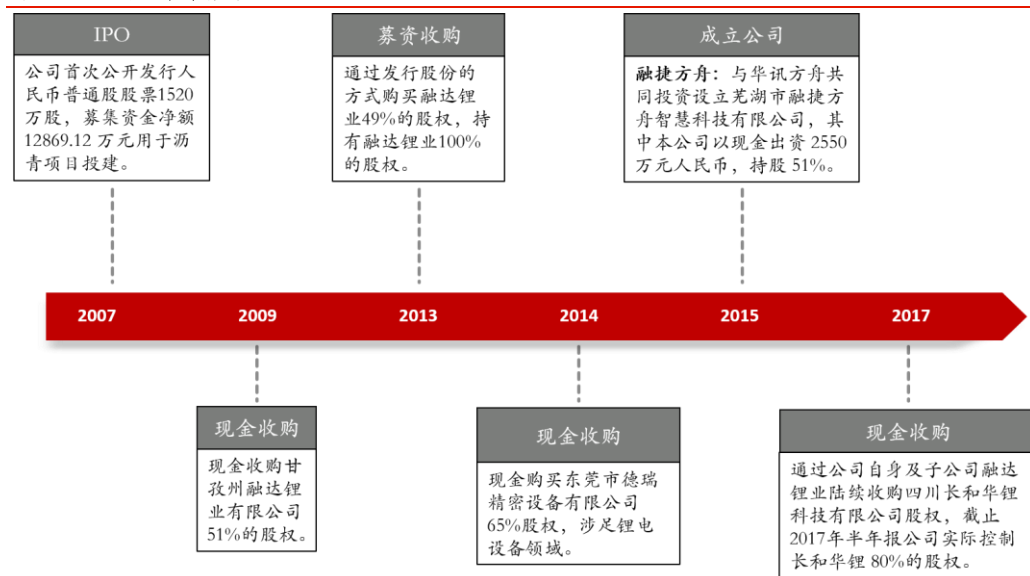 IPO
公司首次公开发行人
民币普通股股票1520
万股，募集资金净额
12869.12 万元用于沥
青项目投建。
募资收购
通过发行股份的
方式购买融达锂
业49%的股权，持
有融达锂业100%
的股权。
成立公司
融捷方舟：与华讯方舟共
同投资设立芜湖市融捷方
舟智慧科技有限公司，其
中本公司以现金出资 2550
万元人民币，持股 51%。
2007
2009
2013
2014
2015
2017
现金收购
现金收购甘
孜州融达锂
业有限公司
51%的股权。
现金收购
现金购买东莞市德瑞
精密设备有限公司
65%股权，涉足锂电
设备领域。
现金收购
通过公司自身及子公司融达
锂业陆续收购四川长和华锂
科技有限公司股权，截止
2017年半年报公司实际控制
长和华锂 80%的股权。